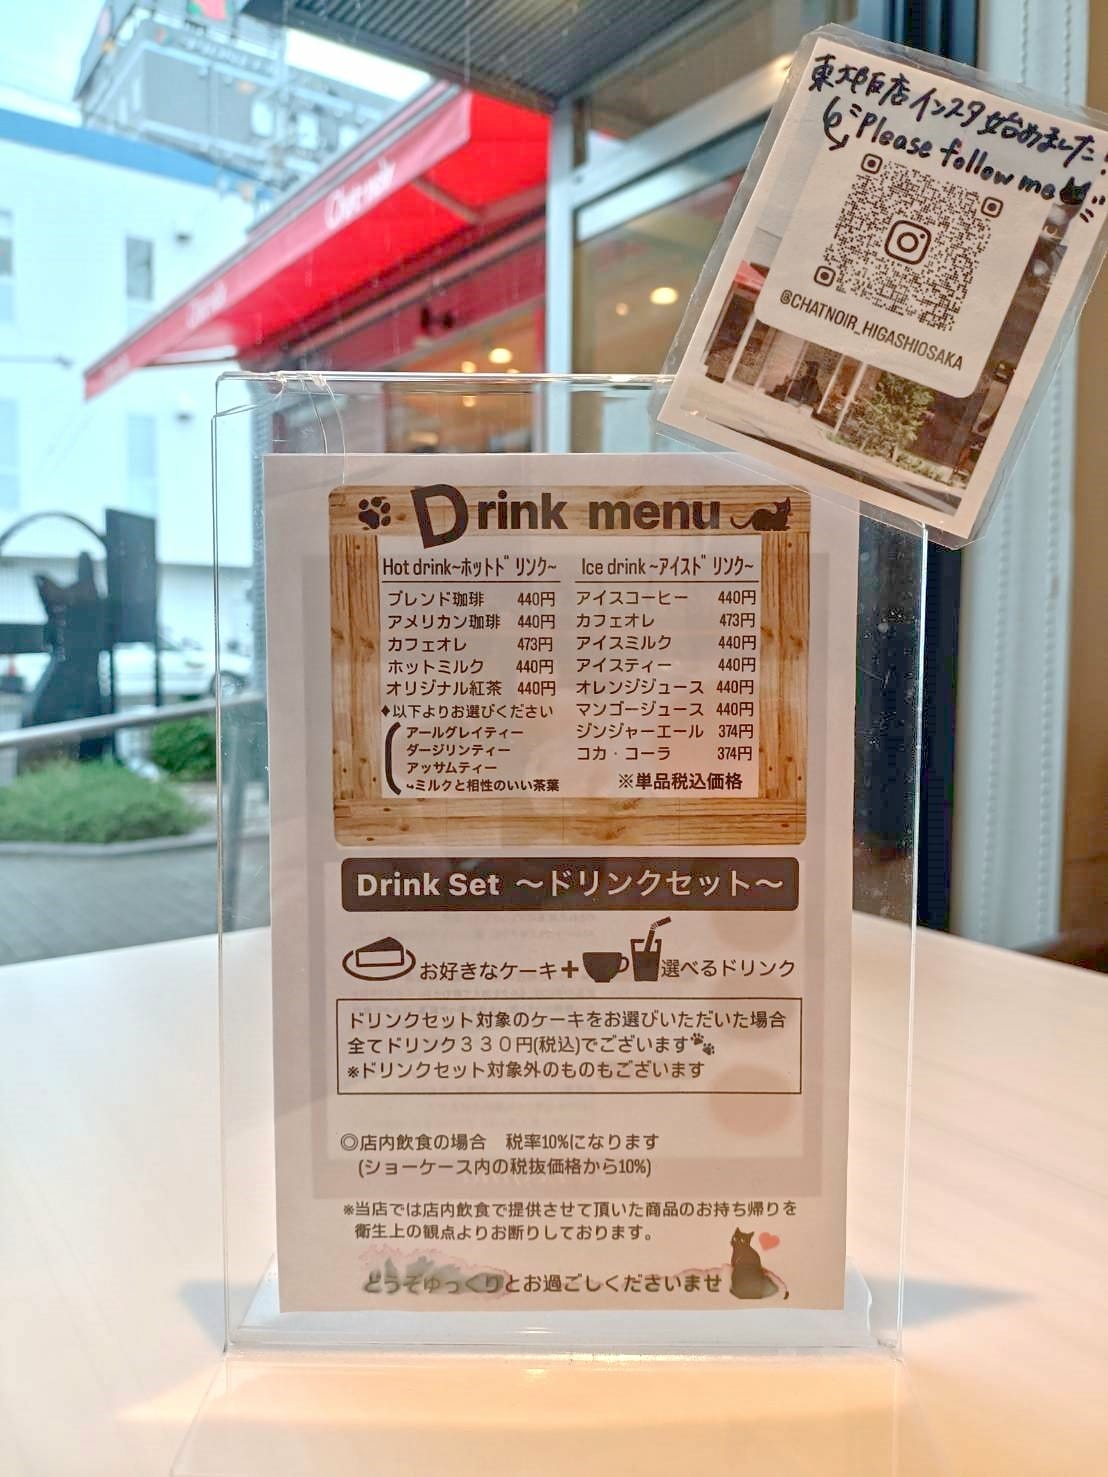 東大阪店インスタ始めました!
Please follow me
@CHATNOIR_HIGASHIOSAKA
Chat noir
Drink menu
Hot drink~ホットドリンク~
ブレンド珈琲 440円
アメリカン珈琲 440円
カフェオレ 473円
ホットミルク 440円
オリジナル紅茶 440円
♦以下よりお選びください
アールグレイティー
ダージリンティー
アッサムティー
↪ミルクと相性のいい茶葉
Ice drink ~アイスドリンク~
アイスコーヒー 440円
カフェオレ 473円
アイスミルク 440円
アイスティー 440円
オレンジジュース 440円
マンゴージュース 440円
ジンジャーエール 374円
コカ・コーラ 374円
※単品税込価格
Drink Set ~ドリンクセット~
お好きなケーキ+選べるドリンク
ドリンクセット対象のケーキをお選びいただいた場合
全てドリンク330円(税込)でございます
※ドリンクセット対象外のものもございます
◎店内飲食の場合 税率10%になります
(ショーケース内の税抜価格から10%)
※当店では店内飲食で提供させて頂いた商品のお持ち帰りを
衛生上の観点よりお断りしております。
どうぞゆっくりとお過ごしくださいませ